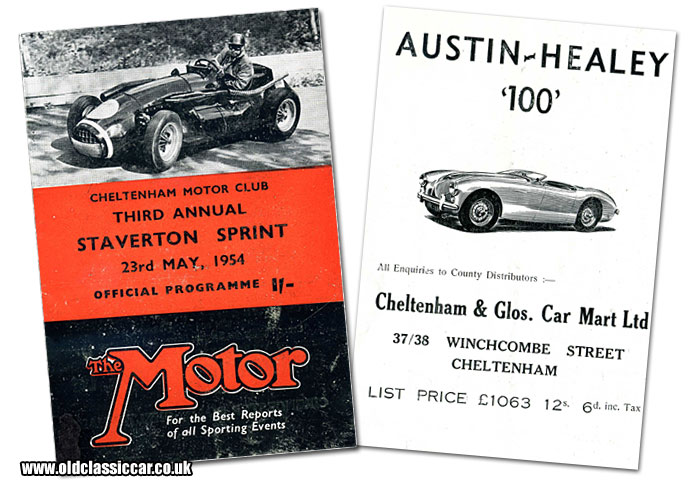 CHELTENHAM MOTOR CLUB
THIRD ANNUAL
STAVERTON SPRINT
23rd MAY, 1954
OFFICIAL PROGRAMME 1/-
The Motor
For the Best Reports
of all Sporting Events
AUSTIN-HEALEY
'100'
All Enquiries to County Distributors :—
Cheltenham & Glos. Car Mart Ltd
37/38 WINCHCOMBE STREET
CHELTENHAM
LIST PRICE £1063 12s. 6d. inc. Tax
www.oldclassiccar.co.uk